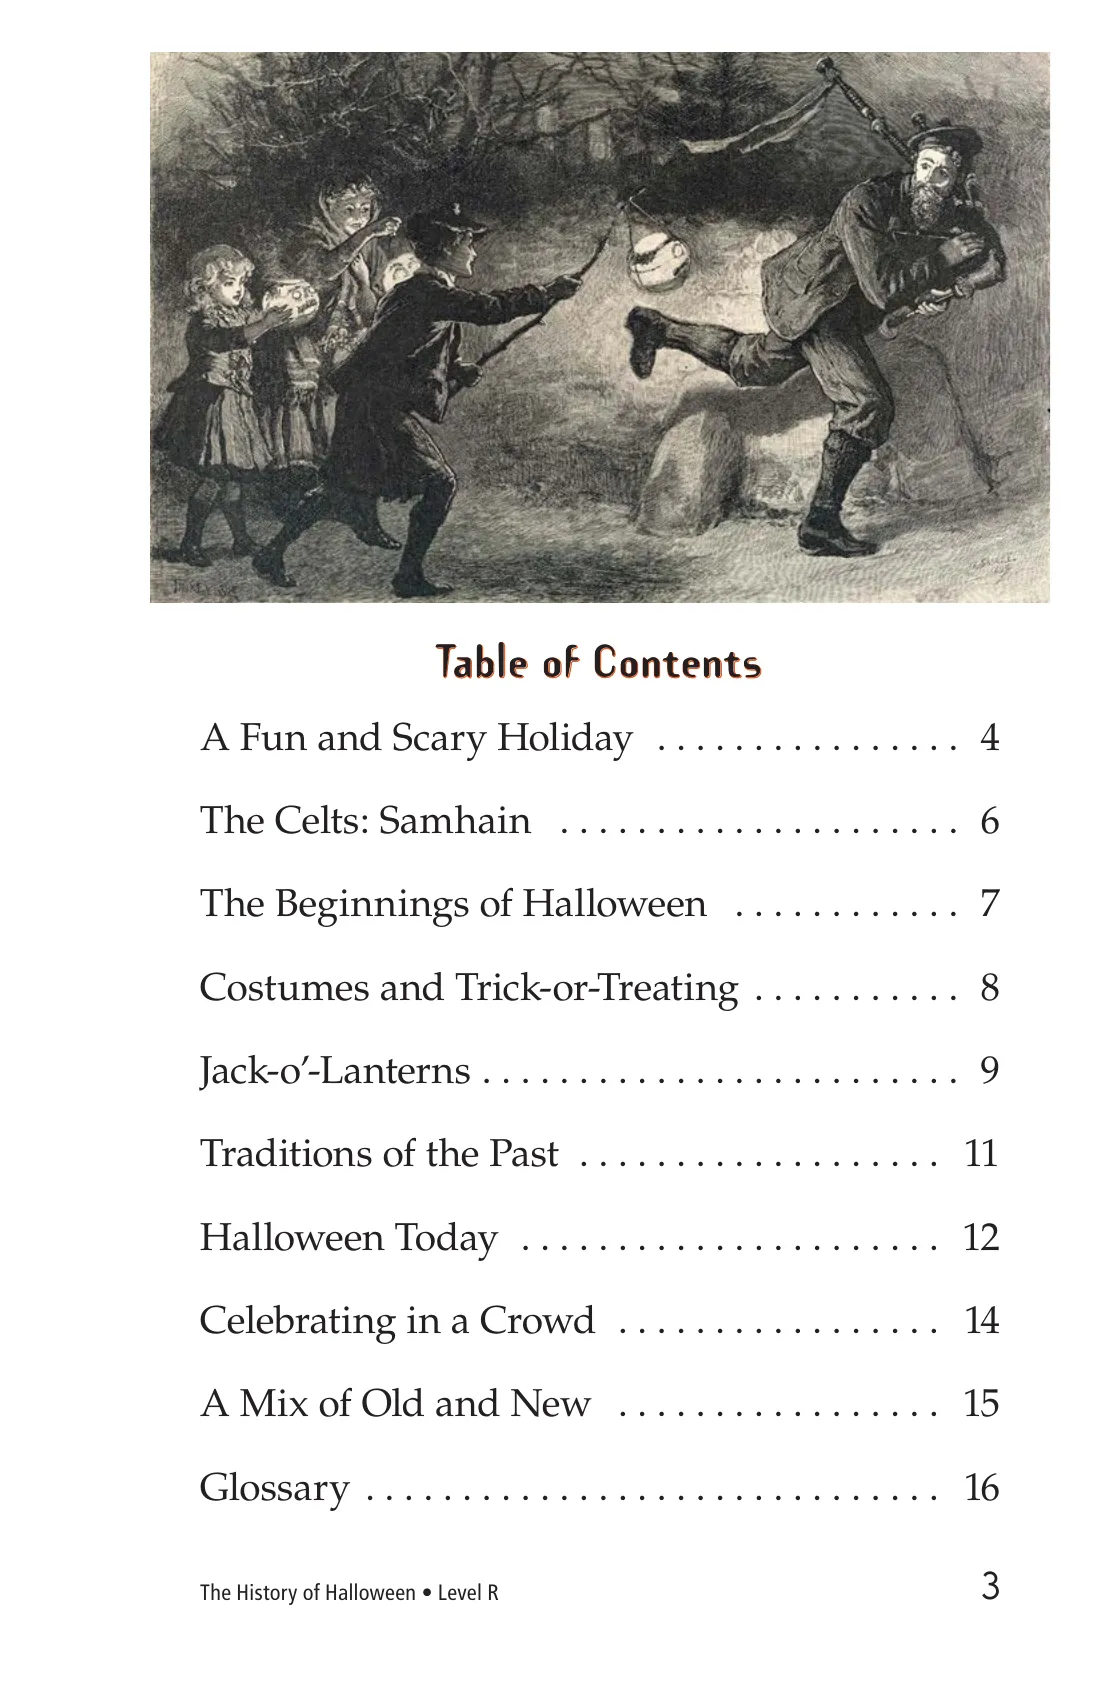 Table of Contents
A Fun and Scary Holiday . . . . . . . . . . . . . . . . 4
The Celts: Samhain . . . . . . . . . . . . . . . . . . . . . 6
The Beginnings of Halloween . . . . . . . . . . . . 7
Costumes and Trick-or-Treating . . . . . . . . . . . 8
Jack-o’-Lanterns . . . . . . . . . . . . . . . . . . . . . . . . . 9
Traditions of the Past . . . . . . . . . . . . . . . . . . . 11
Halloween Today . . . . . . . . . . . . . . . . . . . . . . 12
Celebrating in a Crowd . . . . . . . . . . . . . . . . . 14
A Mix of Old and New . . . . . . . . . . . . . . . . . 15
Glossary . . . . . . . . . . . . . . . . . . . . . . . . . . . . . . 16
The History of Halloween • Level R 3